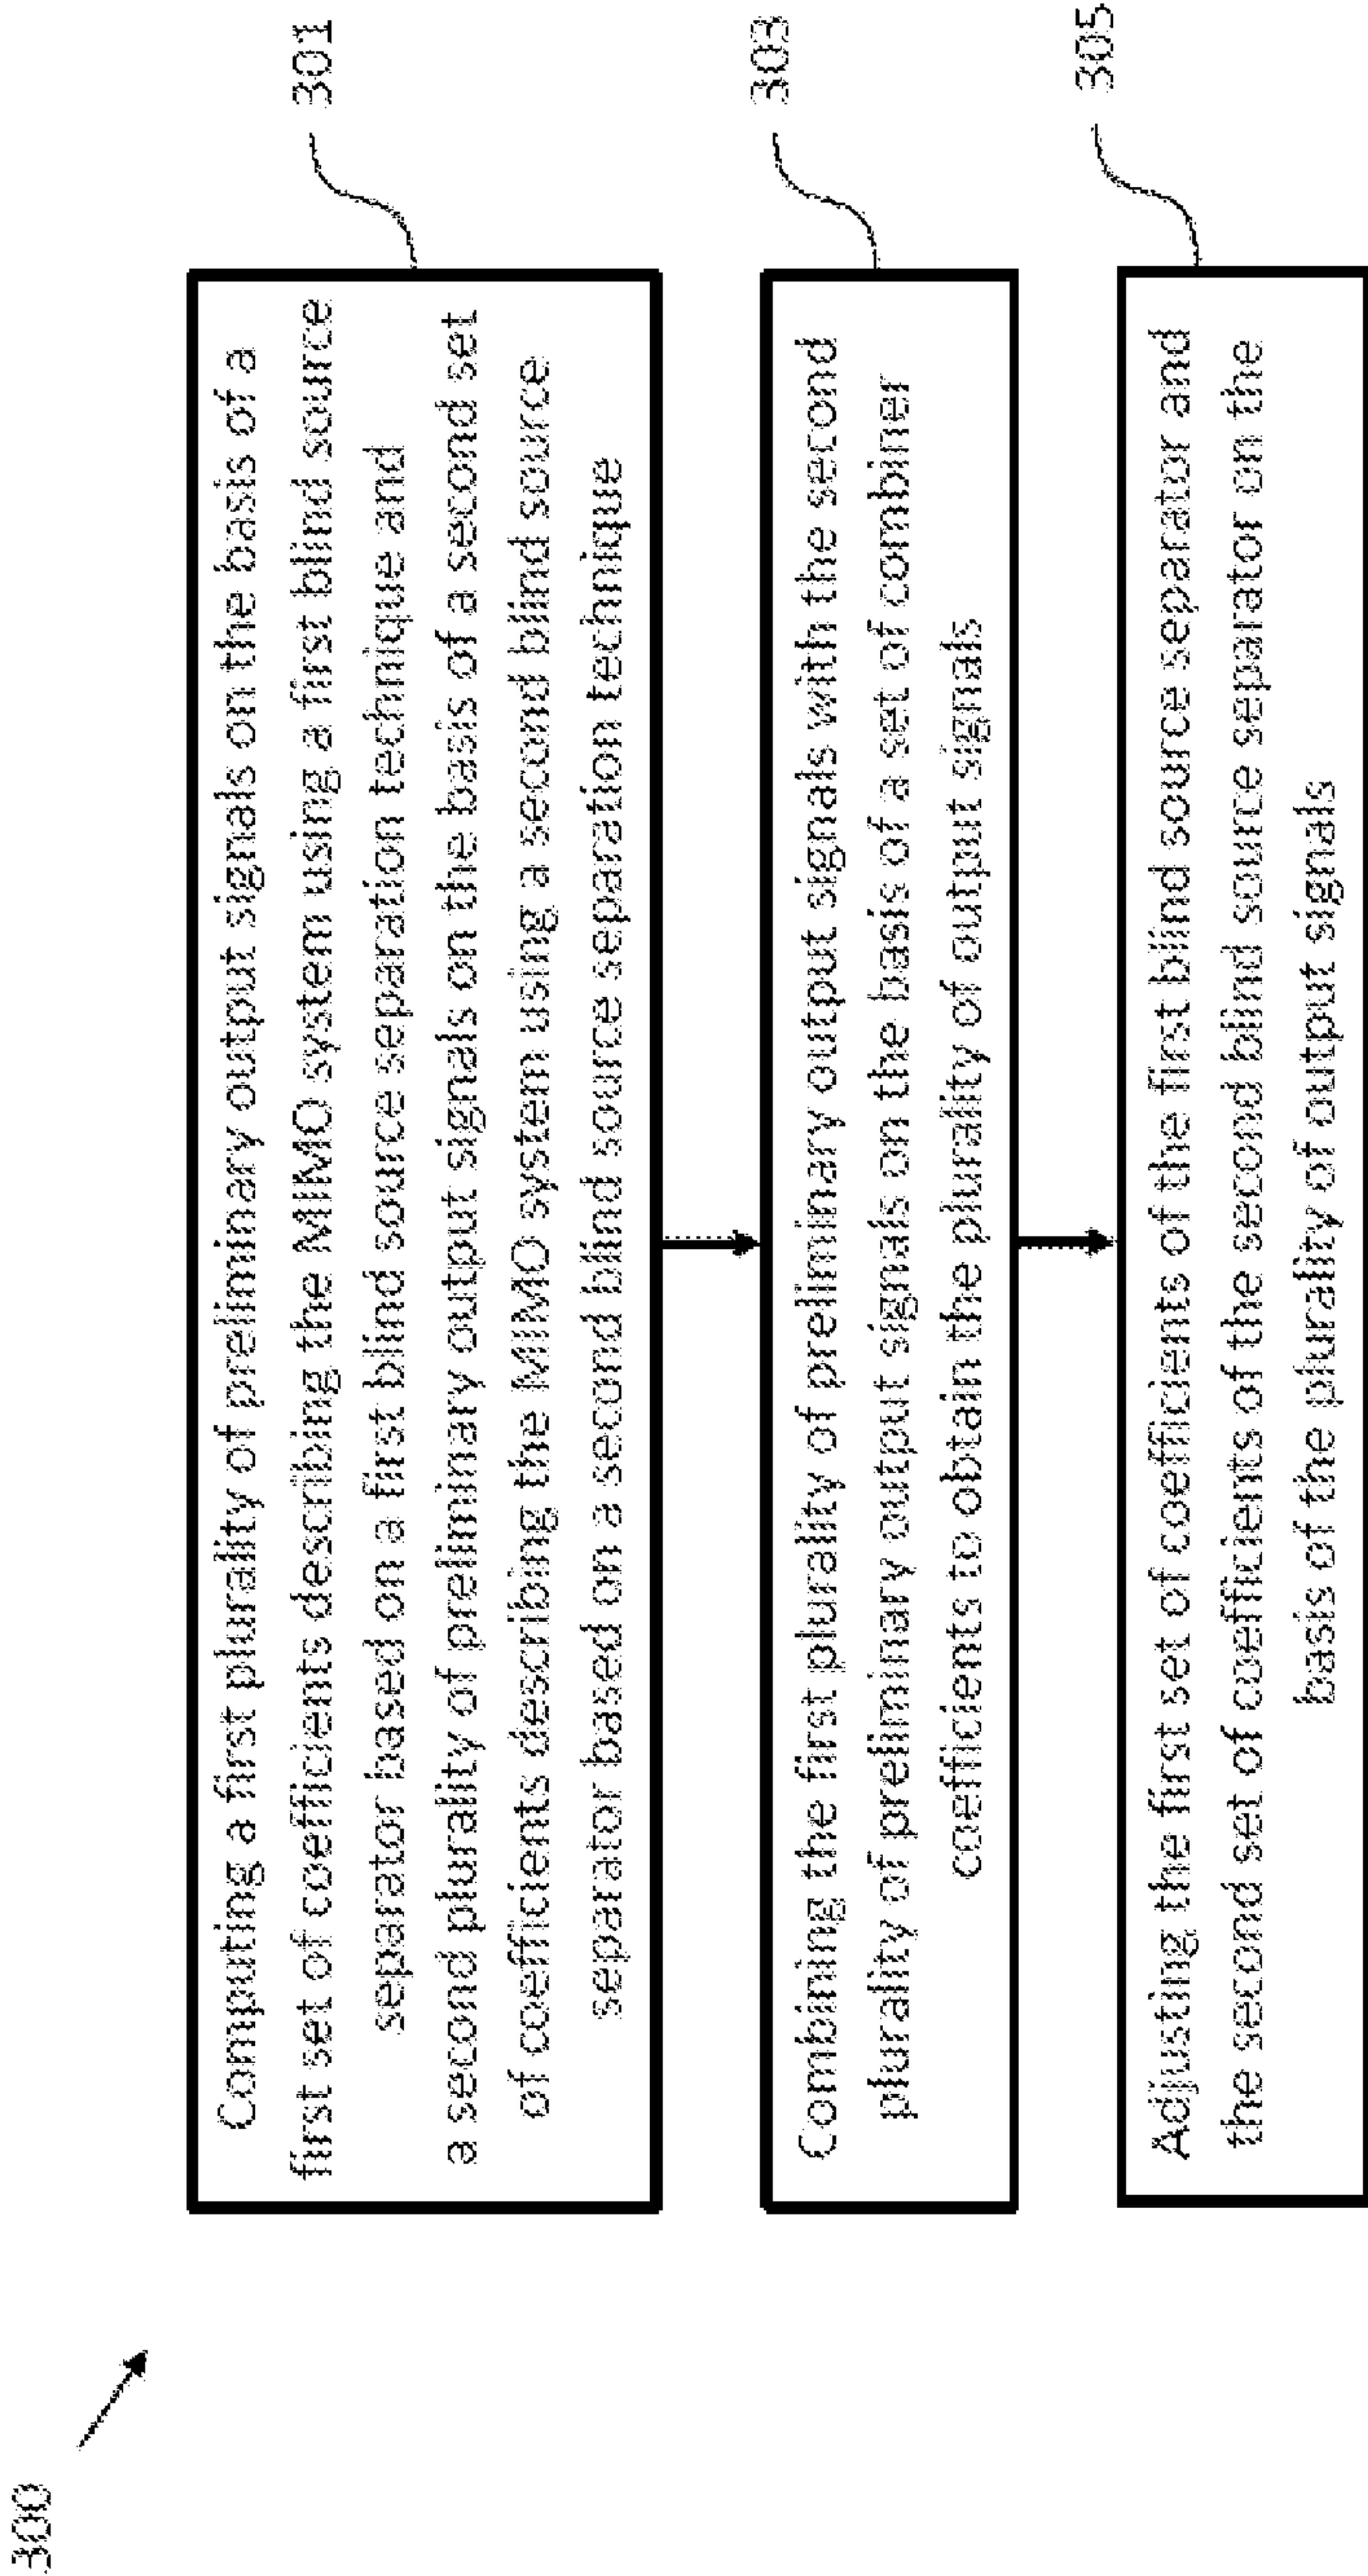 300
301
Computing a first plurality of preliminary output signals on the basis of a
first set of coefficients describing the MIMO system using a first blind source
separator based on a first blind source separation technique and
a second plurality of preliminary output signals on the basis of a second set
of coefficients describing the MIMO system using a second blind source
separator based on a second blind source separation technique
303
Combining the first plurality of preliminary output signals with the second
plurality of preliminary output signals on the basis of a set of combiner
coefficients to obtain the plurality of output signals
305
Adjusting the first set of coefficients of the first blind source separator and
the second set of coefficients of the second blind source separator on the
basis of the plurality of output signals